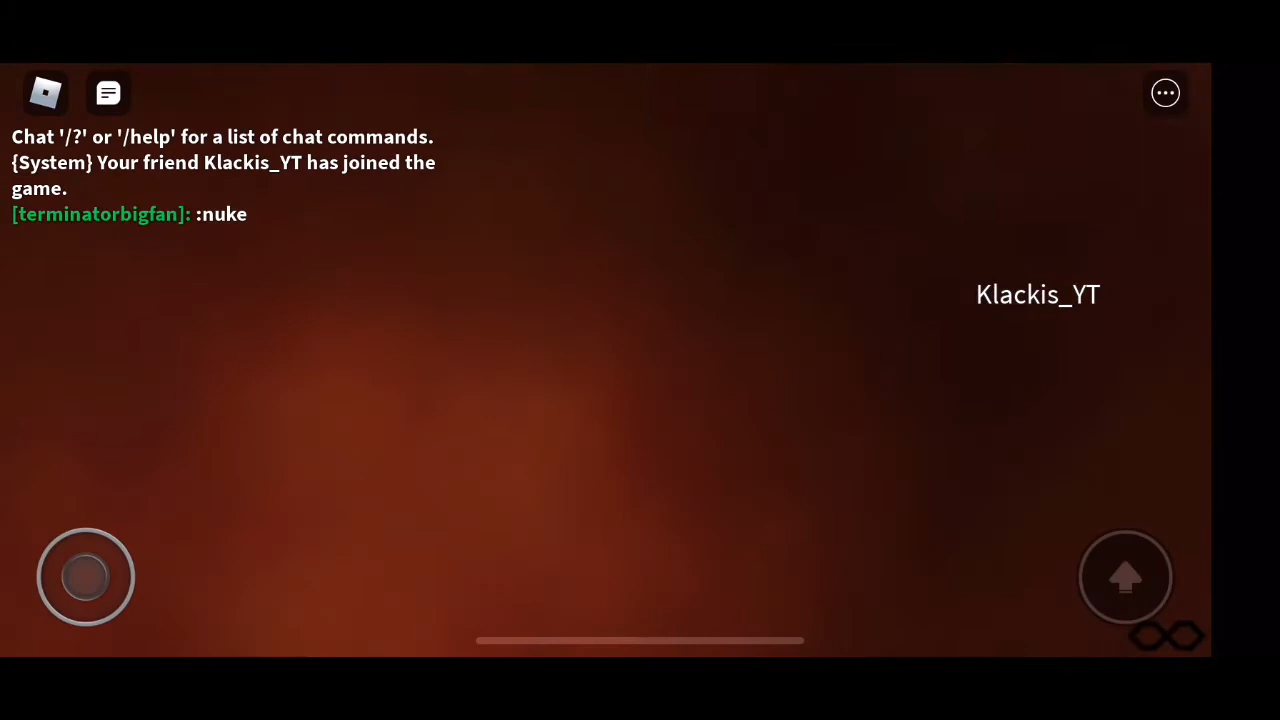 Chat '/?' or '/help' for a list of chat commands.
{System} Your friend Klackis_YT has joined the
game.
[terminatorbigfan]: :nuke
Klackis_YT